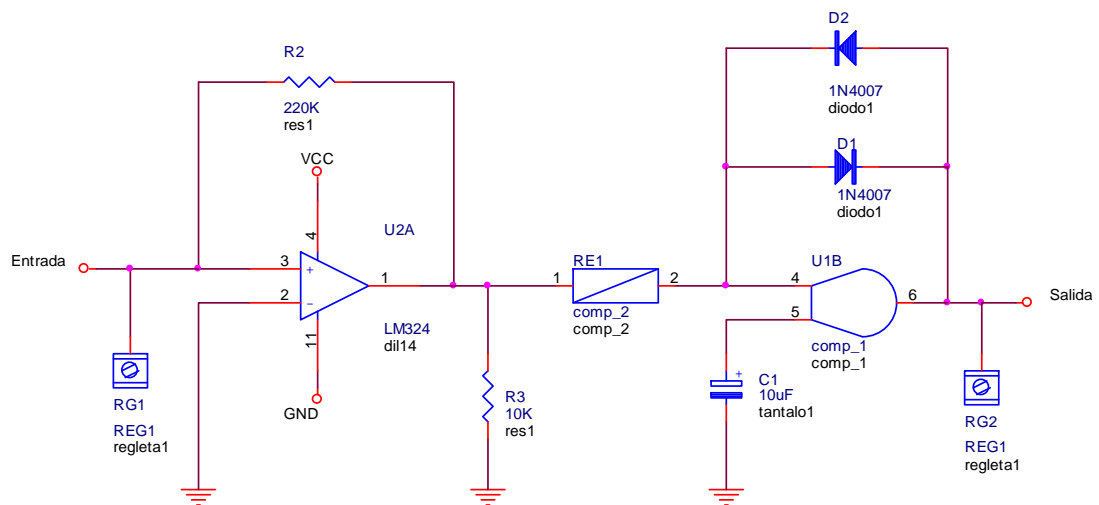 D2
1N4007
diodo1
D1
1N4007
diodo1
R2
220K
res1
VCC
4
U2A
Entrada
3
+
2
−
1
11
LM324
dil14
GND
RG1
REG1
regleta1
R3
10K
res1
RE1
1
2
comp_2
comp_2
U1B
4
5
6
comp_1
comp_1
+
C1
10uF
tantalo1
Salida
RG2
REG1
regleta1